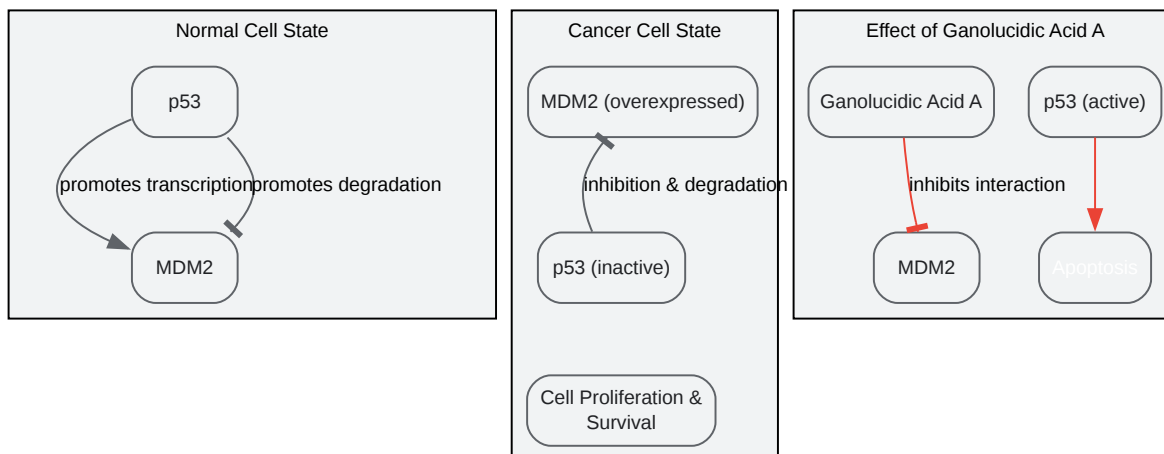 Normal Cell State
p53
promotes transcription
promotes degradation
MDM2
Cancer Cell State
MDM2 (overexpressed)
inhibition & degradation
p53 (inactive)
Cell Proliferation &
Survival
Effect of Ganolucidic Acid A
Ganolucidic Acid A
p53 (active)
inhibits interaction
MDM2
Apoptosis